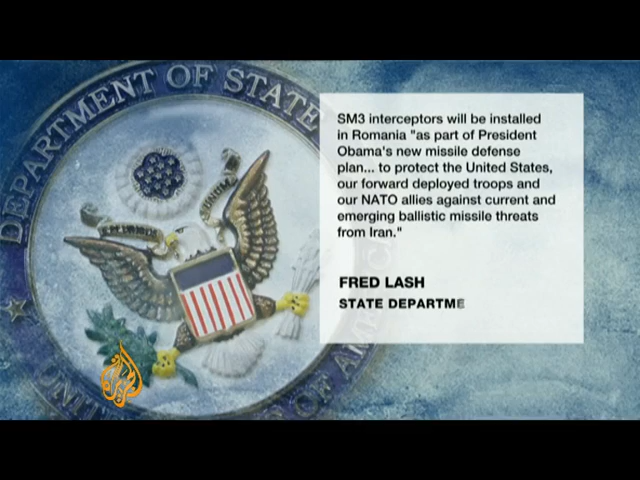 DEPARTMENT OF STATE
SM3 interceptors will be installed
in Romania "as part of President
Obama's new missile defense
plan... to protect the United States,
our forward deployed troops and
our NATO allies against current and
emerging ballistic missile threats
from Iran."
FRED LASH
STATE DEPARTME
OF AMERICA